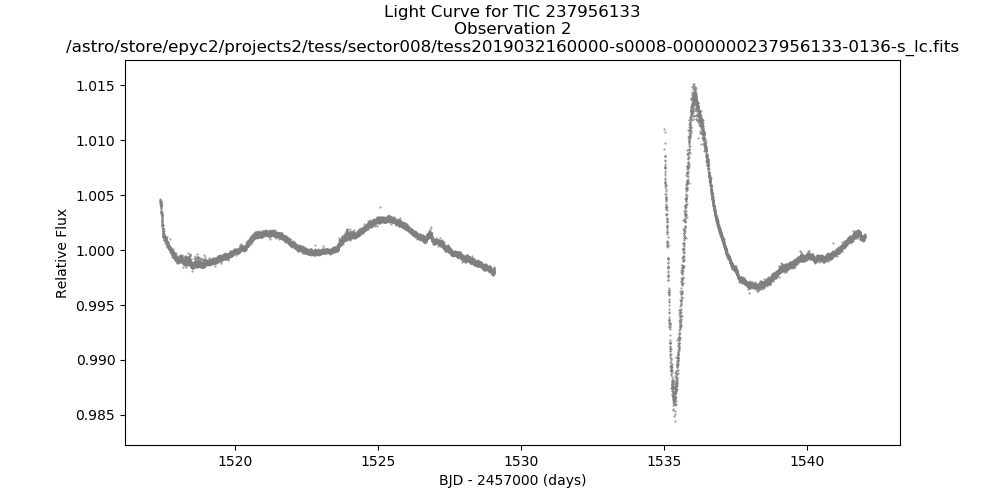 Light Curve for TIC 237956133
Observation 2
/astro/store/epyc2/projects2/tess/sector008/tess2019032160000-s0008-0000000237956133-0136-s_lc.fits
1.015
1.010
1.005
1.000
0.995
0.990
0.985
Relative Flux
1520
1525
1530
1535
1540
BJD - 2457000 (days)